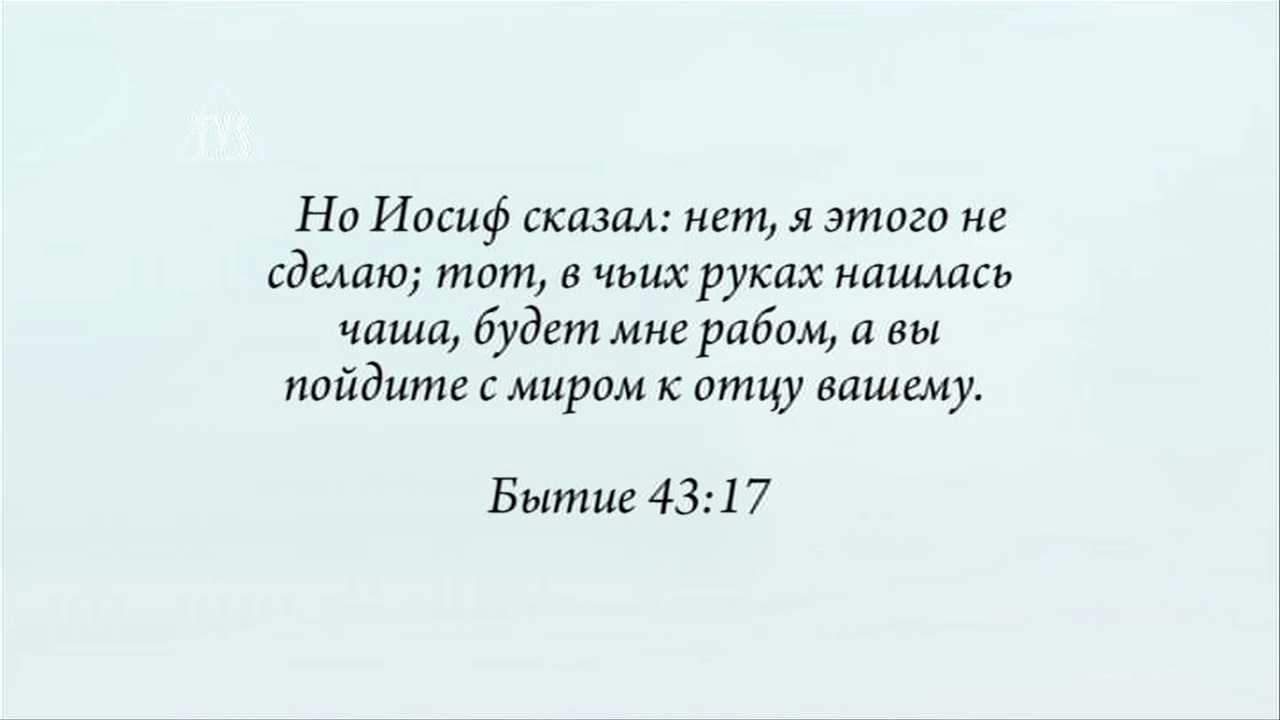 TVS
Но Иосиф сказал: нет, я этого не
сделаю; тот, в чьих руках нашлась
чаша, будет мне рабом, а вы
пойдите с миром к отцу вашему.
Бытие 43:17